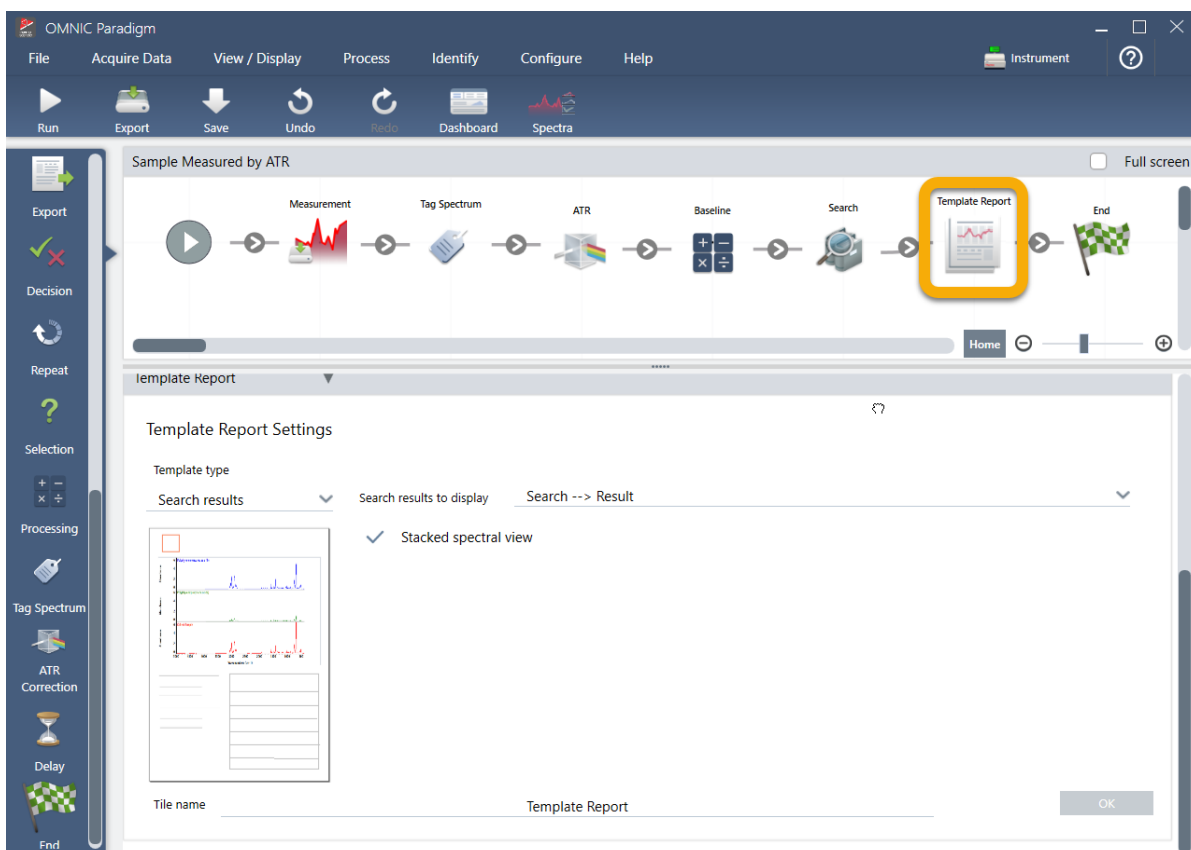 OMNIC Paradigm
File Acquire Data View / Display Process Identify Configure Help Instrument
Run Export Save Undo Redo Dashboard Spectra
Sample Measured by ATR Full screen
Export
Decision
Repeat
Selection
Processing
Tag Spectrum
ATR
Correction
Delay
End
Measurement Tag Spectrum ATR Baseline Search Template Report End
Home
Template Report
Template Report Settings
Template type
Search results Search results to display Search --> Result
Stacked spectral view
Tile name Template Report OK